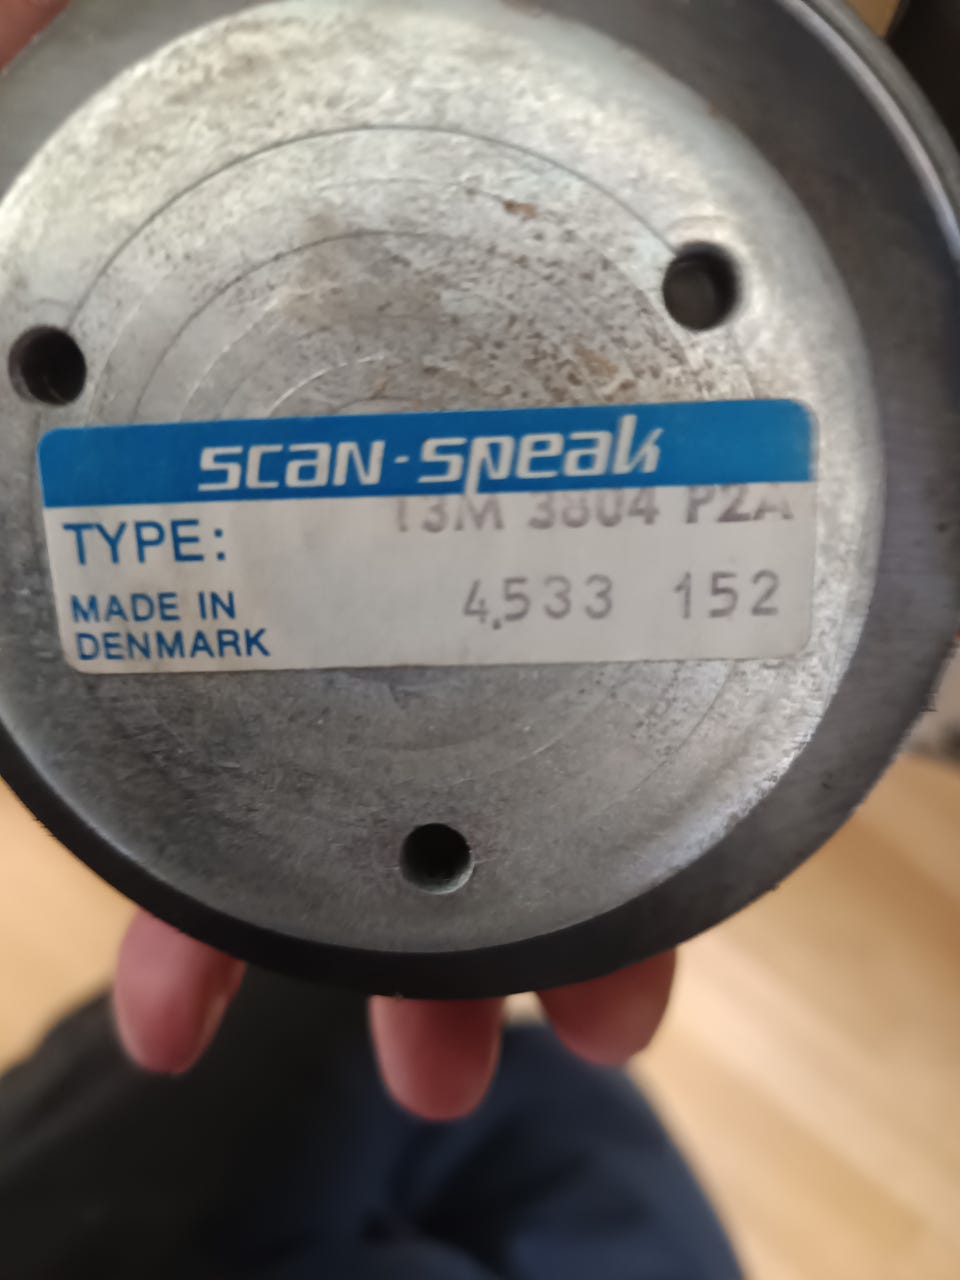 SCAN-SPEAK
TYPE: 13M 3804 P2A
MADE IN 4,533 152
DENMARK